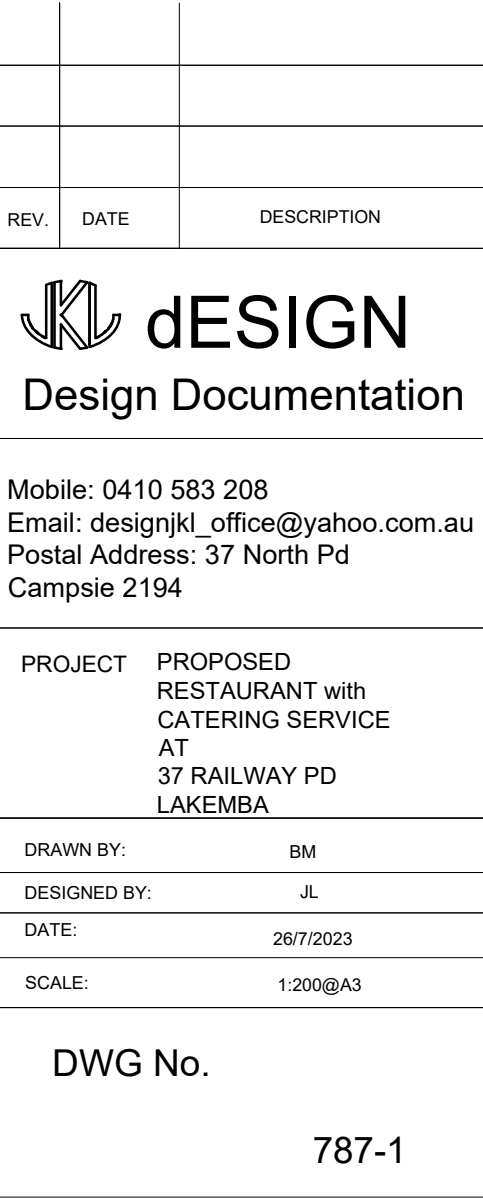 REV. DATE DESCRIPTION
JKL dESIGN
Design Documentation
Mobile: 0410 583 208
Email: designjkl_office@yahoo.com.au
Postal Address: 37 North Pd
Campsie 2194
PROJECT PROPOSED
RESTAURANT with
CATERING SERVICE
AT
37 RAILWAY PD
LAKEMBA
DRAWN BY: BM
DESIGNED BY: JL
DATE: 26/7/2023
SCALE: 1:200@A3
DWG No.
787-1